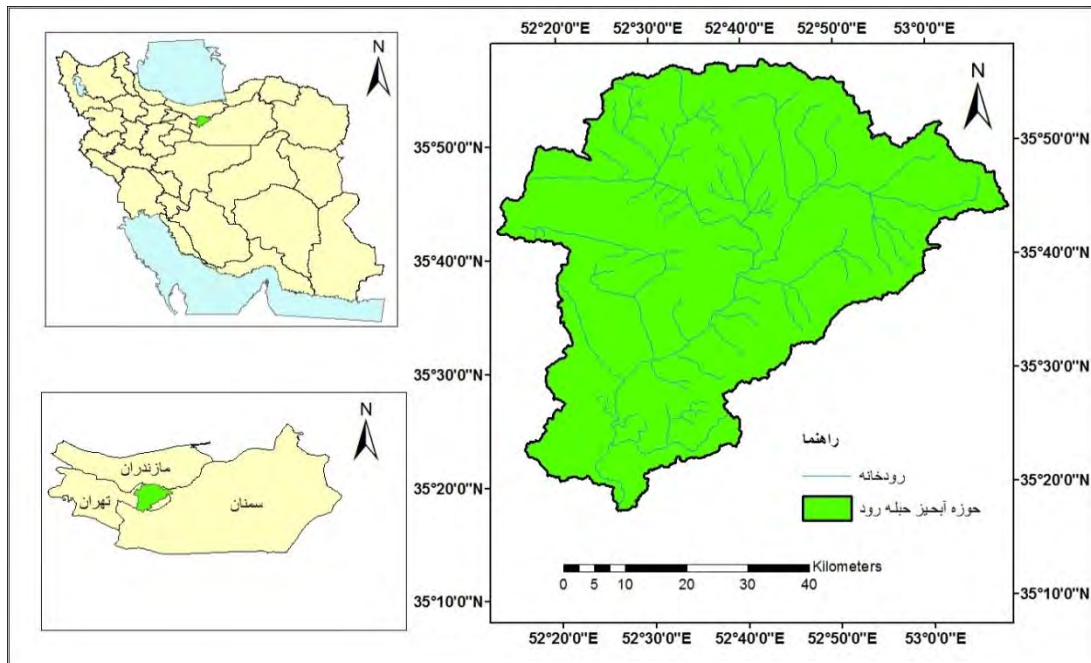 N
N
مازندران
تهران
سمنان
52°20'0"E 52°30'0"E 52°40'0"E 52°50'0"E 53°0'0"E
N
35°50'0"N 35°50'0"N
35°40'0"N 35°40'0"N
35°30'0"N 35°30'0"N
35°20'0"N 35°20'0"N
35°10'0"N 35°10'0"N
راهنما
رودخانه
حوزه آبخیز حبله رود
Kilometers
0 2 5 10 20 30 40
52°20'0"E 52°30'0"E 52°40'0"E 52°50'0"E 53°0'0"E